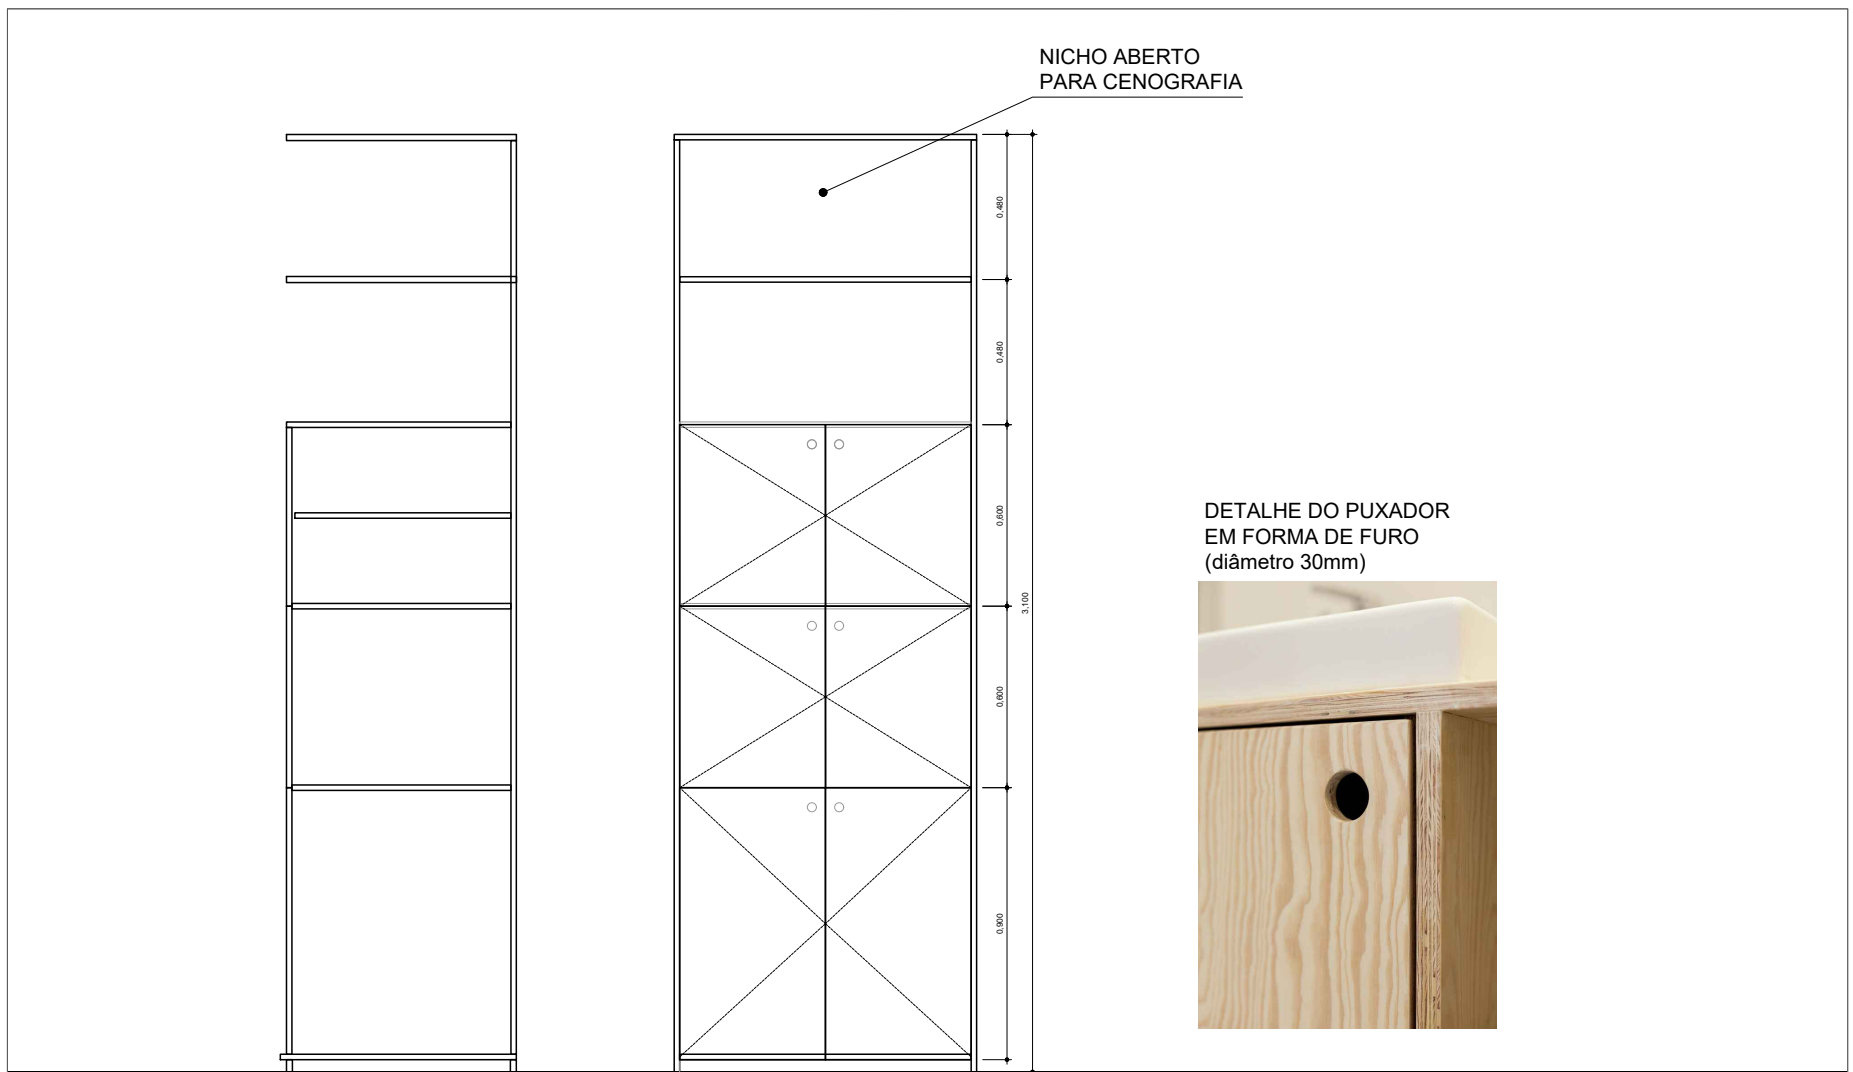 NICHO ABERTO
PARA CENOGRAFIA
0.480
0.480
0.600
3,100
0.600
0,900
DETALHE DO PUXADOR
EM FORMA DE FURO
(diâmetro 30mm)